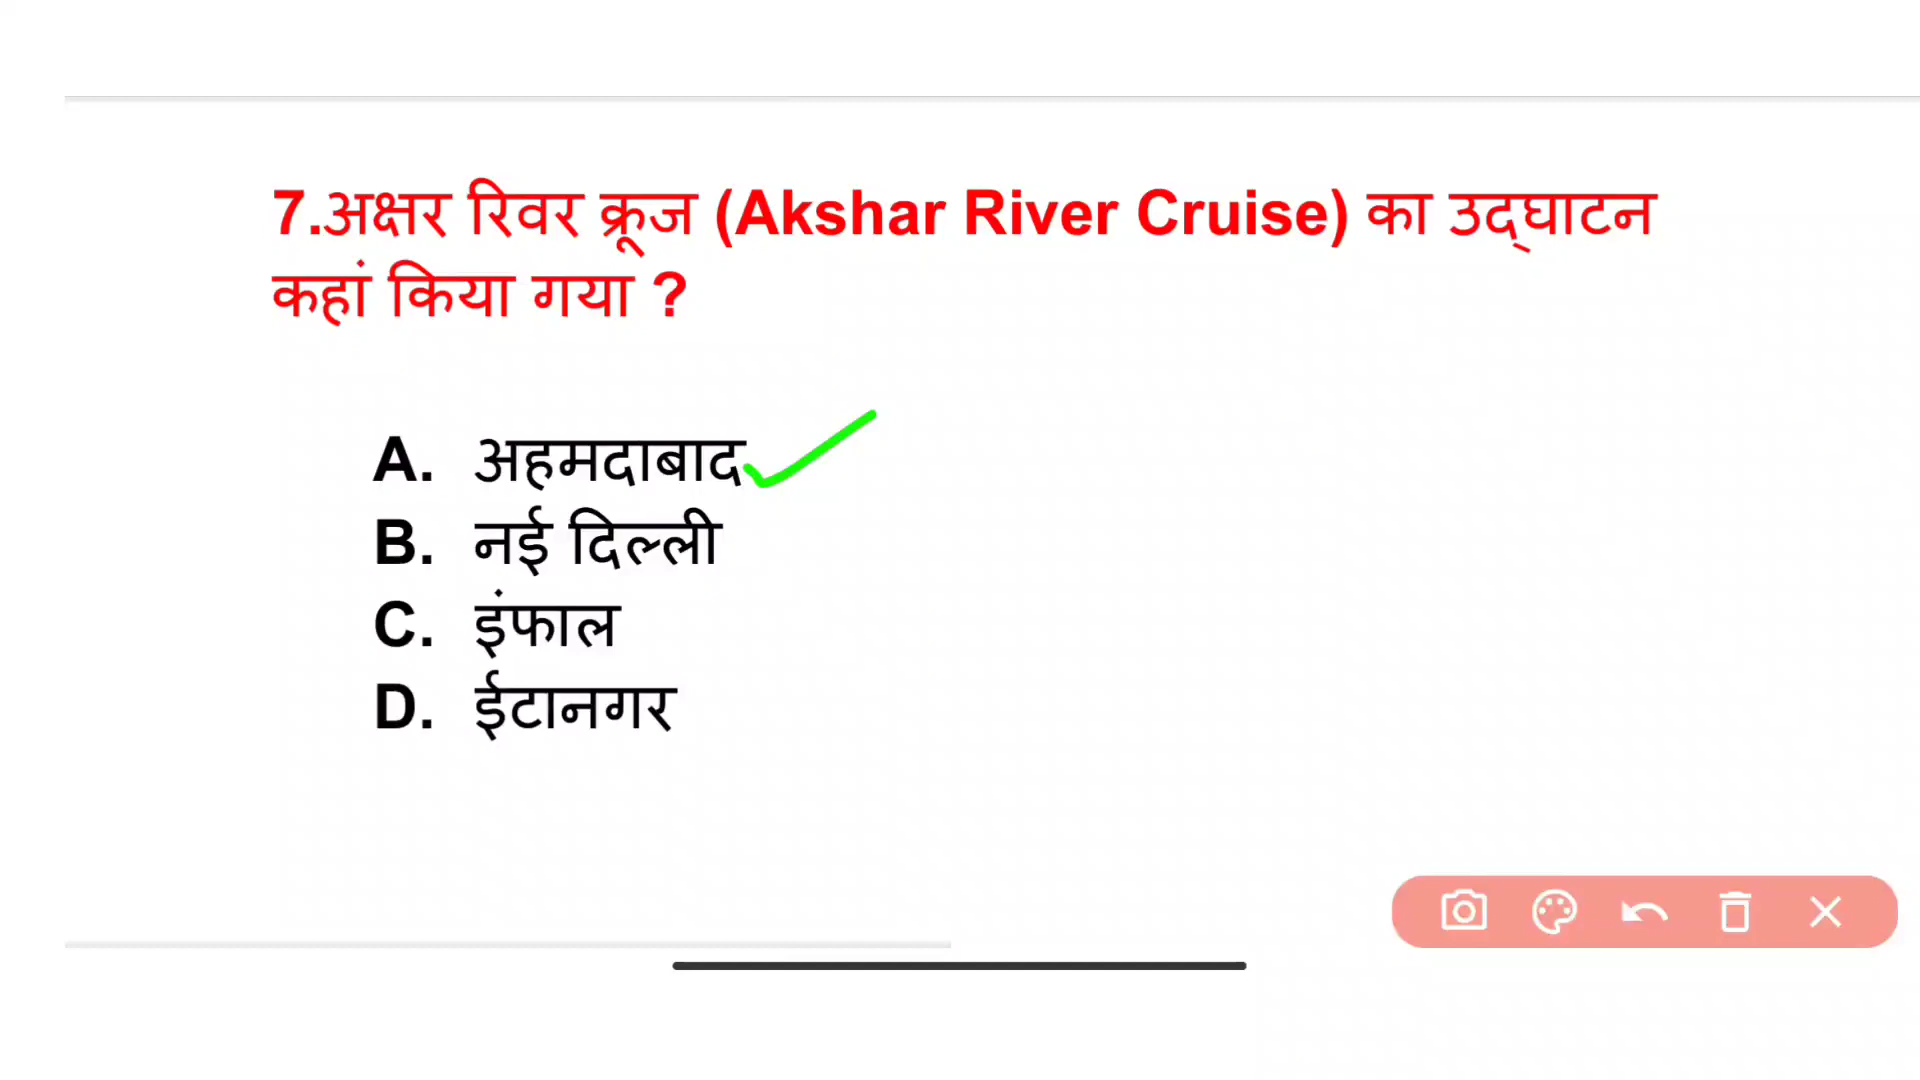 7.अक्षर रिवर क्रूज (Akshar River Cruise) का उद्घाटन
कहां किया गया ?
A. अहमदाबाद
B. नई दिल्ली
C. इंफाल
D. ईटानगर